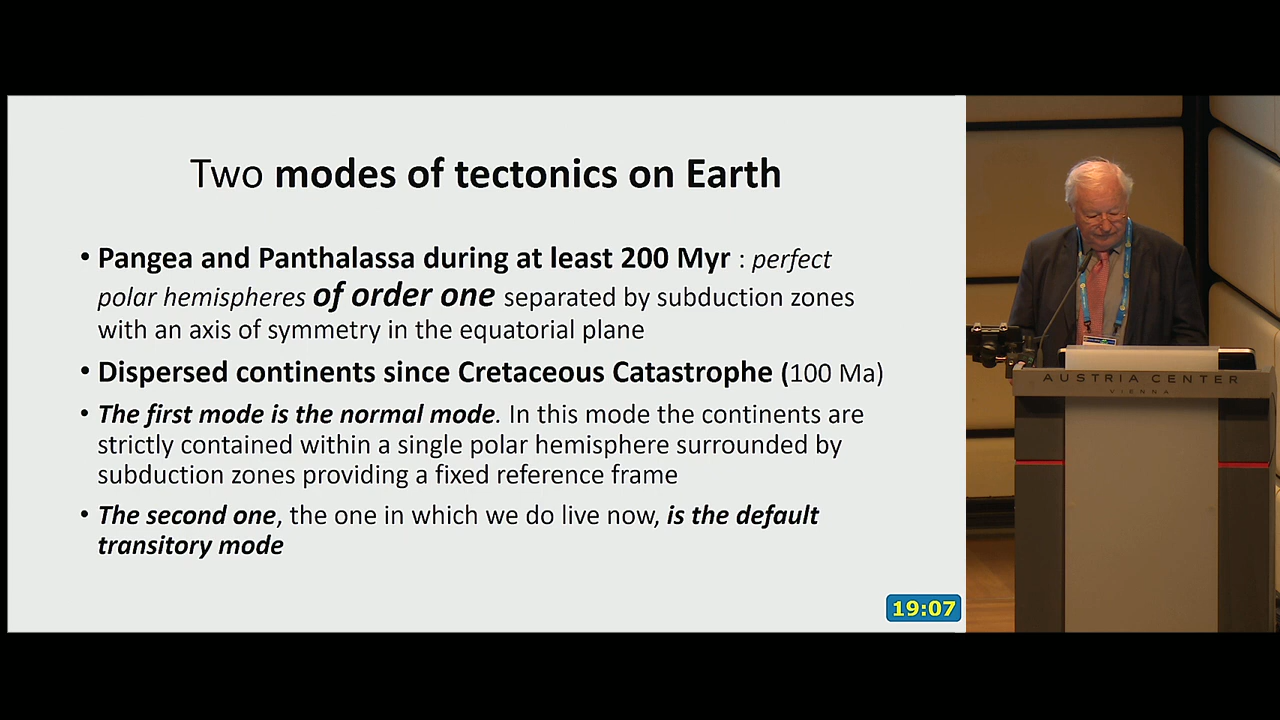 Two modes of tectonics on Earth
• Pangea and Panthalassa during at least 200 Myr : perfect
polar hemispheres of order one separated by subduction zones
with an axis of symmetry in the equatorial plane
• Dispersed continents since Cretaceous Catastrophe (100 Ma)
• The first mode is the normal mode. In this mode the continents are
strictly contained within a single polar hemisphere surrounded by
subduction zones providing a fixed reference frame
• The second one, the one in which we do live now, is the default
transitory mode
19:07
AUSTRIA CENTER
VIENNA